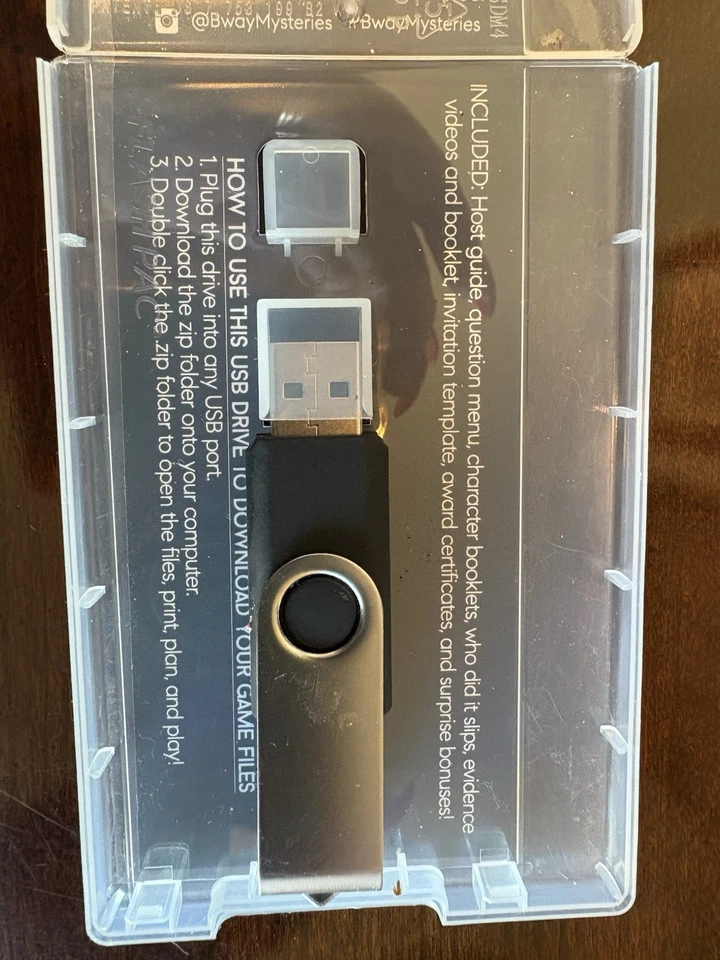 @BwayMysteries #BwayMysteries
SDM4
INCLUDED: Host guide, question menu, character booklets, who did it slips, evidence
videos and booklet, invitation template, award certificates, and surprise bonuses!
HOW TO USE THIS USB DRIVE TO DOWNLOAD YOUR GAME FILES
1. Plug this drive into any USB port.
2. Download the zip folder onto your computer.
3. Double click the .zip folder to open the files, print, plan, and play!